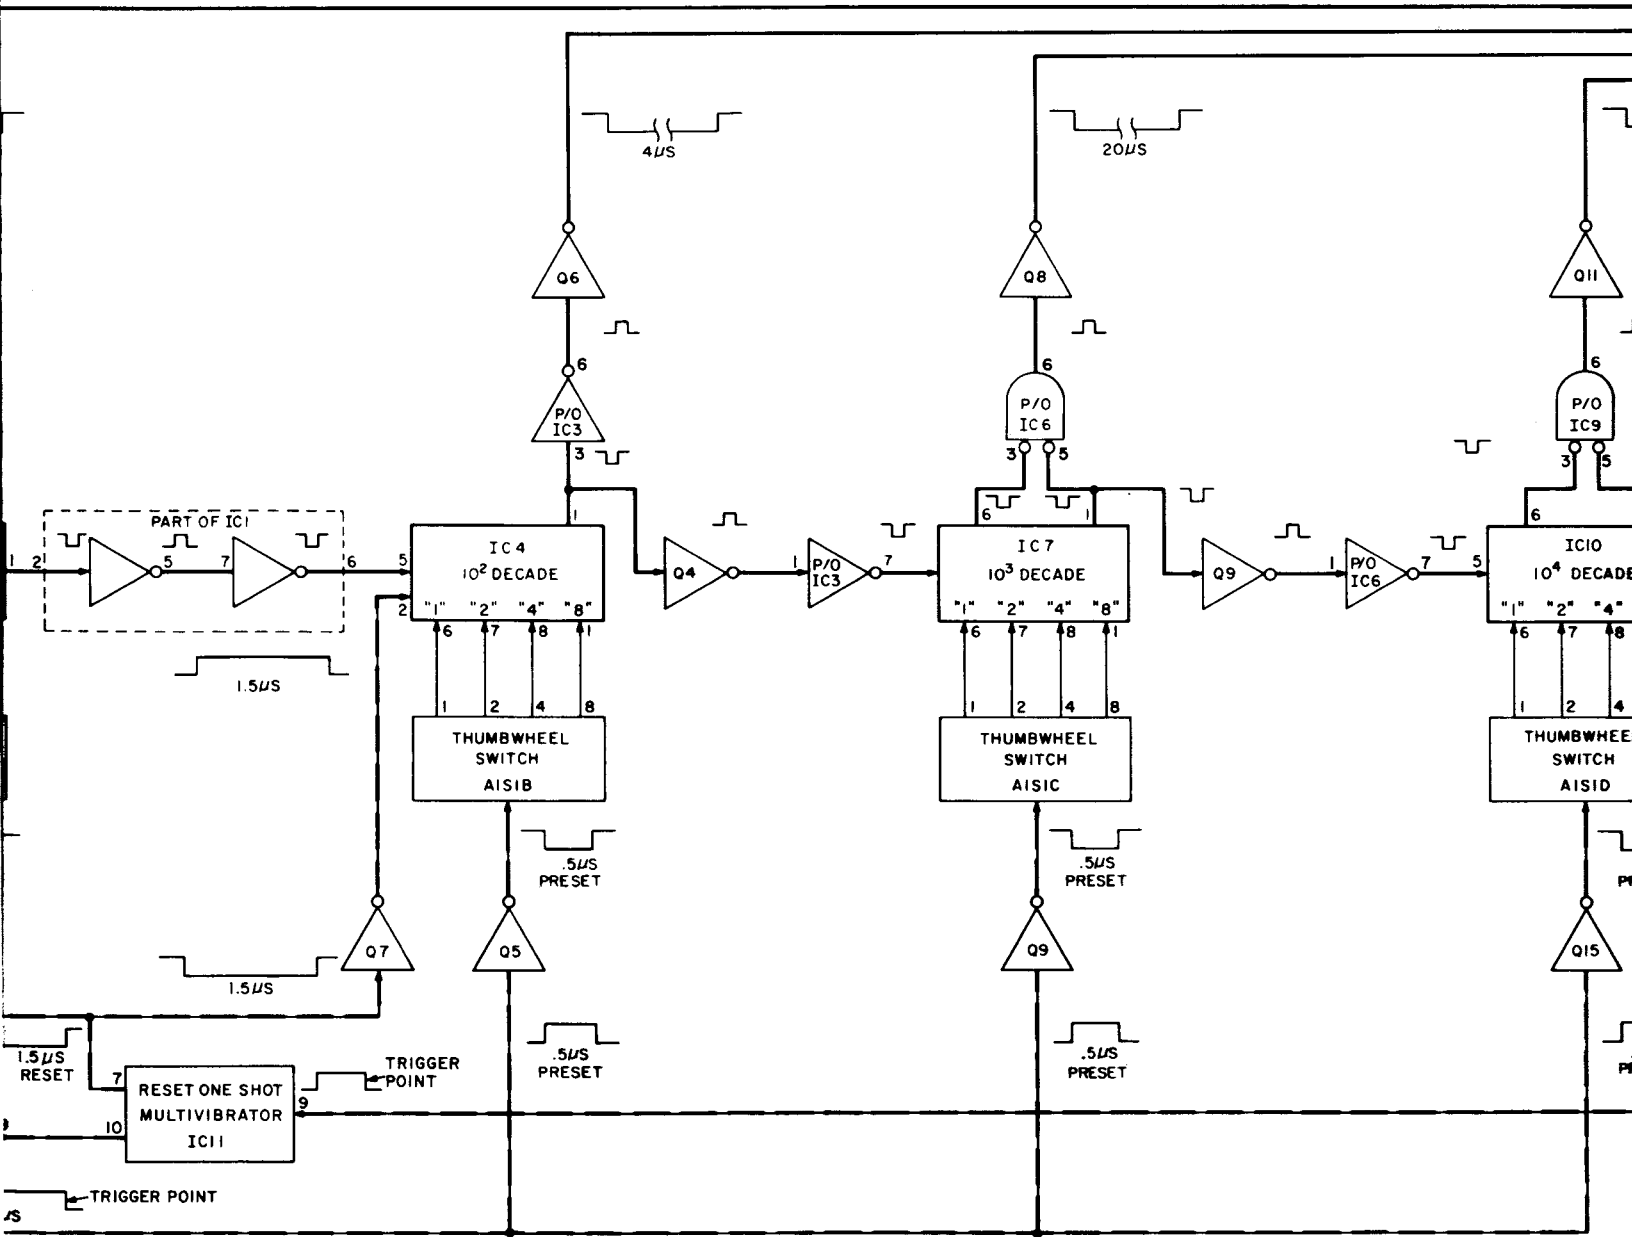 4µS
20µS
Q6
Q8
Q11
6
6
6
P/O
IC3
P/O
IC6
P/O
IC9
3
3
5
3
5
PART OF IC1
1
2
5
7
6
5
2
1
IC4
10² DECADE
"1" "2" "4" "8"
Q4
1
P/O
IC3
7
6
1
IC7
10³ DECADE
"1" "2" "4" "8"
Q9
1
P/O
IC6
7
5
6
IC10
10⁴ DECADE
"1" "2" "4"
6 7 8 1
6 7 8 1
6 7 8
1.5µS
1 2 4 8
1 2 4 8
1 2 4
THUMBWHEEL
SWITCH
A1S1B
THUMBWHEEL
SWITCH
A1S1C
THUMBWHEE
SWITCH
A1S1D
.5µS
PRESET
.5µS
PRESET
Q7
Q5
Q9
Q15
1.5µS
1.5µS
RESET
7
10
RESET ONE SHOT
MULTIVIBRATOR
IC11
9
TRIGGER
POINT
.5µS
PRESET
.5µS
PRESET
TRIGGER POINT
µS